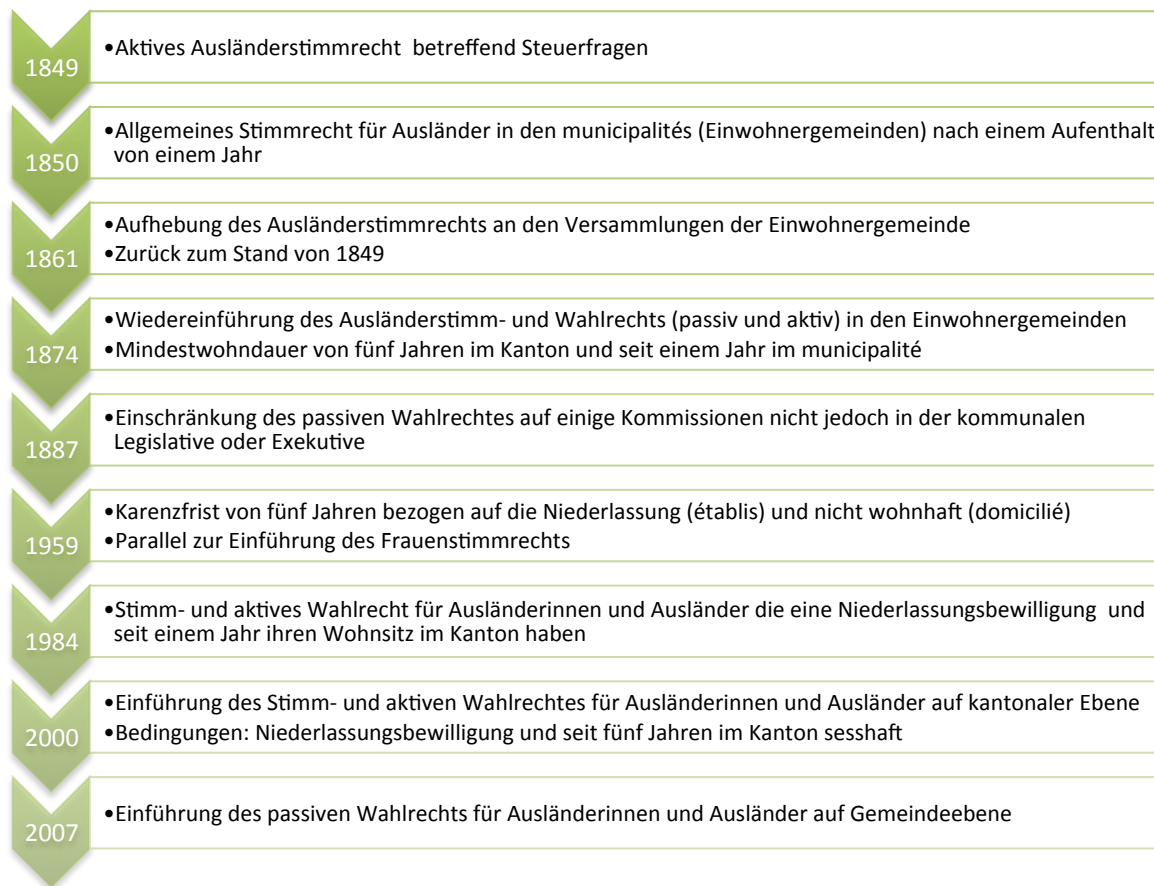 1849
•Aktives Ausländerstimmrecht  betreffend Steuerfragen
1850
•Allgemeines Stimmrecht für Ausländer in den municipalités (Einwohnergemeinden) nach einem Aufenthalt
von einem Jahr
1861
•Aufhebung des Ausländerstimmrechts an den Versammlungen der Einwohnergemeinde
•Zurück zum Stand von 1849
1874
•Wiedereinführung des Ausländerstimm- und Wahlrechts (passiv und aktiv) in den Einwohnergemeinden
•Mindestwohndauer von fünf Jahren im Kanton und seit einem Jahr im municipalité
1887
•Einschränkung des passiven Wahlrechtes auf einige Kommissionen nicht jedoch in der kommunalen
Legislative oder Exekutive
1959
•Karenzfrist von fünf Jahren bezogen auf die Niederlassung (établis) und nicht wohnhaft (domicilié)
•Parallel zur Einführung des Frauenstimmrechts
1984
•Stimm- und aktives Wahlrecht für Ausländerinnen und Ausländer die eine Niederlassungsbewilligung  und
seit einem Jahr ihren Wohnsitz im Kanton haben
2000
•Einführung des Stimm- und aktiven Wahlrechtes für Ausländerinnen und Ausländer auf kantonaler Ebene
•Bedingungen: Niederlassungsbewilligung und seit fünf Jahren im Kanton sesshaft
2007
•Einführung des passiven Wahlrechts für Ausländerinnen und Ausländer auf Gemeindeebene